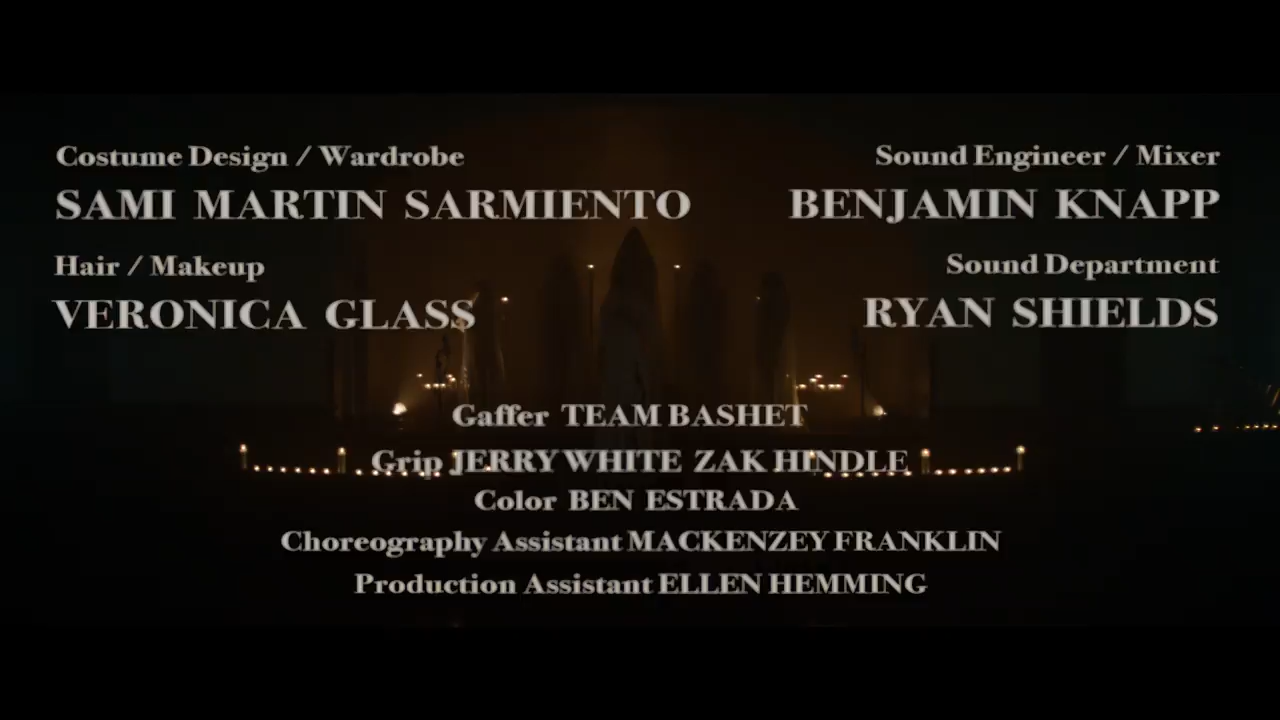 Costume Design / Wardrobe
SAMI MARTIN SARMIENTO
Hair / Makeup
VERONICA GLASS
Sound Engineer / Mixer
BENJAMIN KNAPP
Sound Department
RYAN SHIELDS
Gaffer TEAM BASHET
Grip JERRY WHITE ZAK HINDLE
Color BEN ESTRADA
Choreography Assistant MACKENZEY FRANKLIN
Production Assistant ELLEN HEMMING